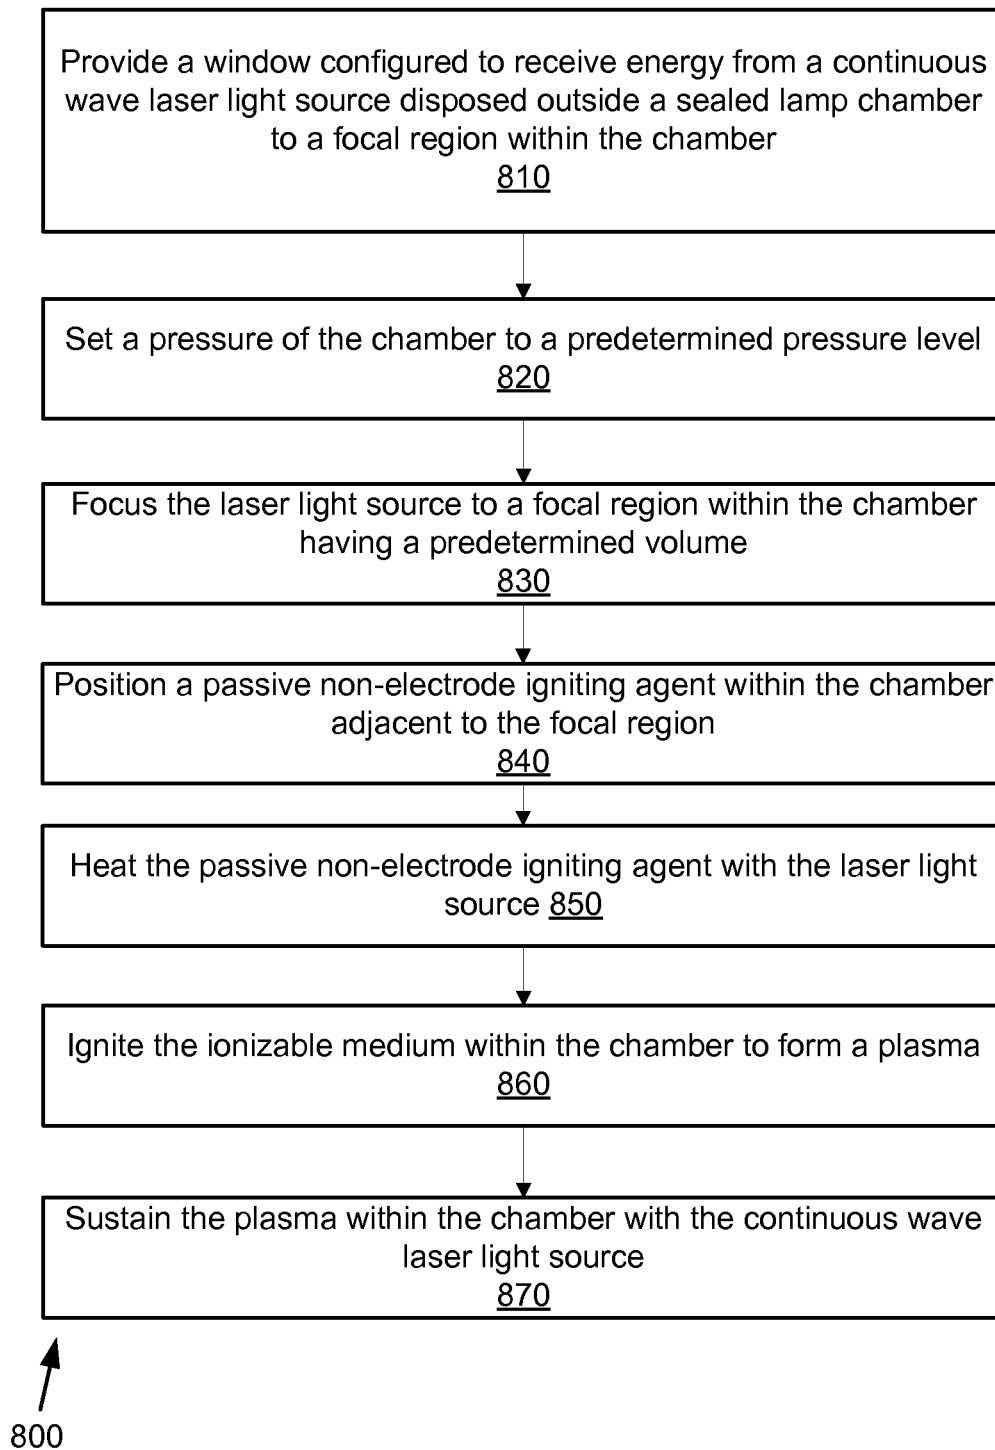 Provide a window configured to receive energy from a continuous
wave laser light source disposed outside a sealed lamp chamber
to a focal region within the chamber
810
Set a pressure of the chamber to a predetermined pressure level
820
Focus the laser light source to a focal region within the chamber
having a predetermined volume
830
Position a passive non-electrode igniting agent within the chamber
adjacent to the focal region
840
Heat the passive non-electrode igniting agent with the laser light
source 850
Ignite the ionizable medium within the chamber to form a plasma
860
Sustain the plasma within the chamber with the continuous wave
laser light source
870
800